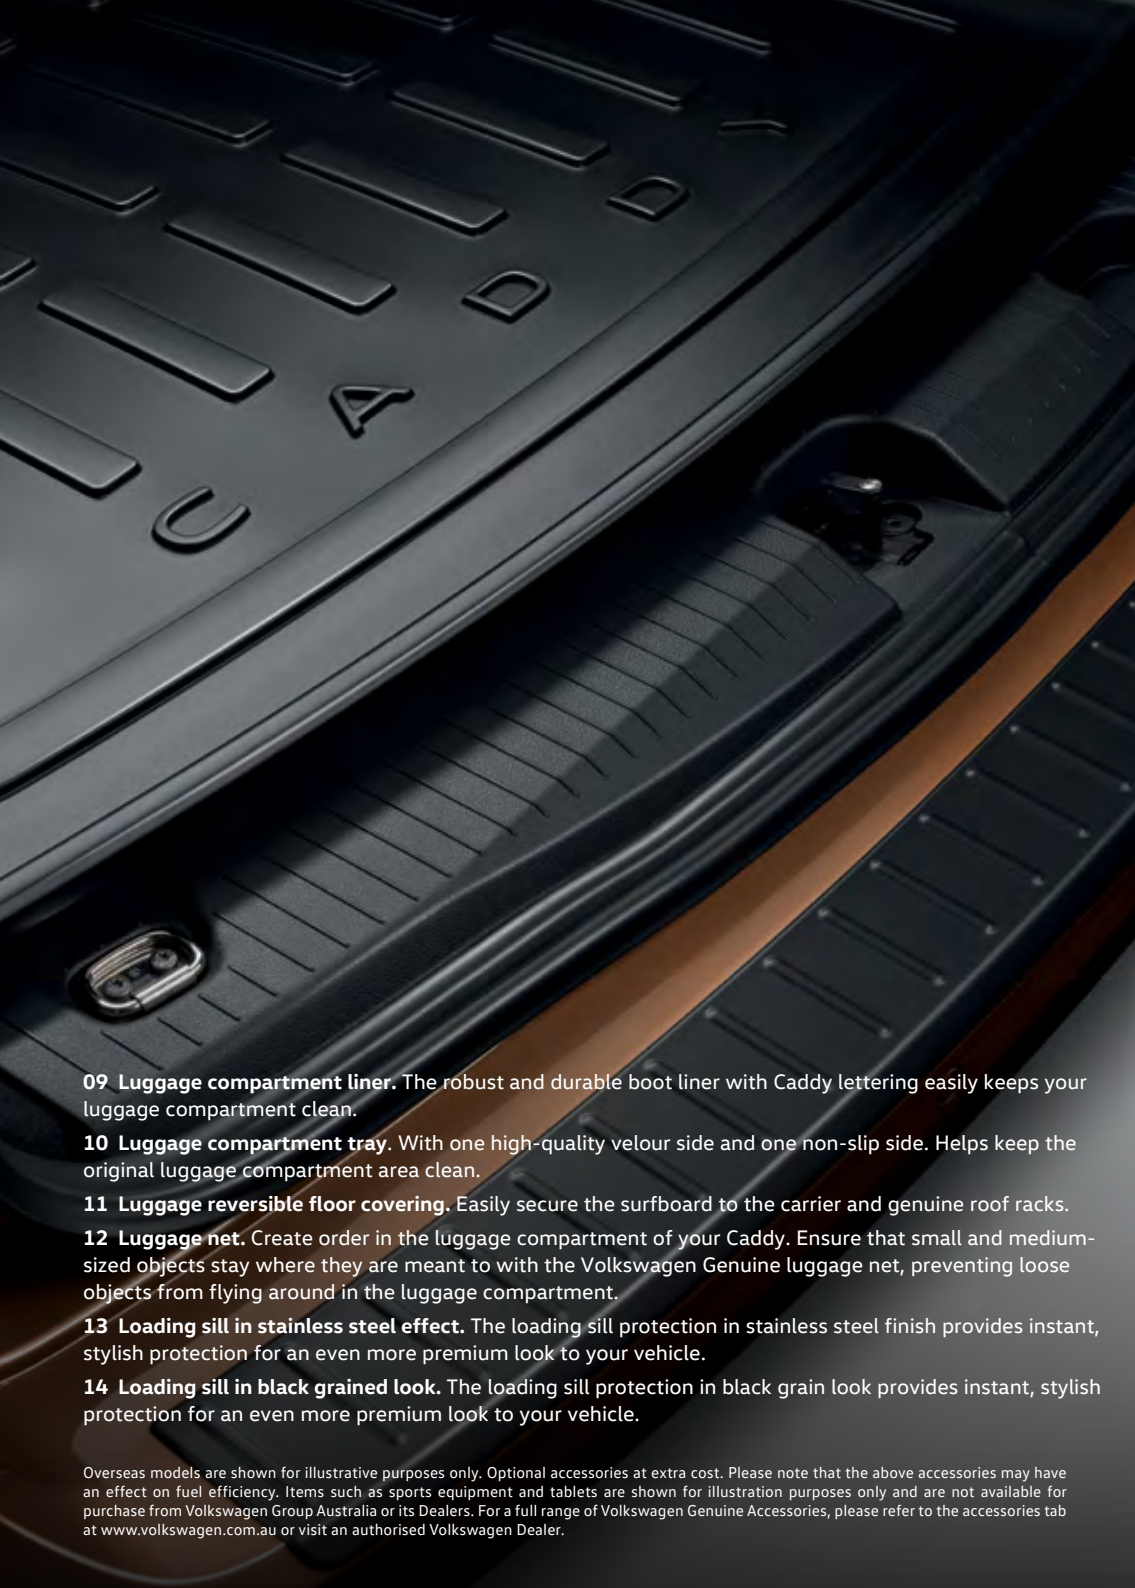 CADDY
09 Luggage compartment liner. The robust and durable boot liner with Caddy lettering easily keeps your
luggage compartment clean.
10 Luggage compartment tray. With one high-quality velour side and one non-slip side. Helps keep the
original luggage compartment area clean.
11 Luggage reversible floor covering. Easily secure the surfboard to the carrier and genuine roof racks.
12 Luggage net. Create order in the luggage compartment of your Caddy. Ensure that small and medium-
sized objects stay where they are meant to with the Volkswagen Genuine luggage net, preventing loose
objects from flying around in the luggage compartment.
13 Loading sill in stainless steel effect. The loading sill protection in stainless steel finish provides instant,
stylish protection for an even more premium look to your vehicle.
14 Loading sill in black grained look. The loading sill protection in black grain look provides instant, stylish
protection for an even more premium look to your vehicle.
Overseas models are shown for illustrative purposes only. Optional accessories at extra cost. Please note that the above accessories may have
an effect on fuel efficiency. Items such as sports equipment and tablets are shown for illustration purposes only and are not available for
purchase from Volkswagen Group Australia or its Dealers. For a full range of Volkswagen Genuine Accessories, please refer to the accessories tab
at www.volkswagen.com.au or visit an authorised Volkswagen Dealer.